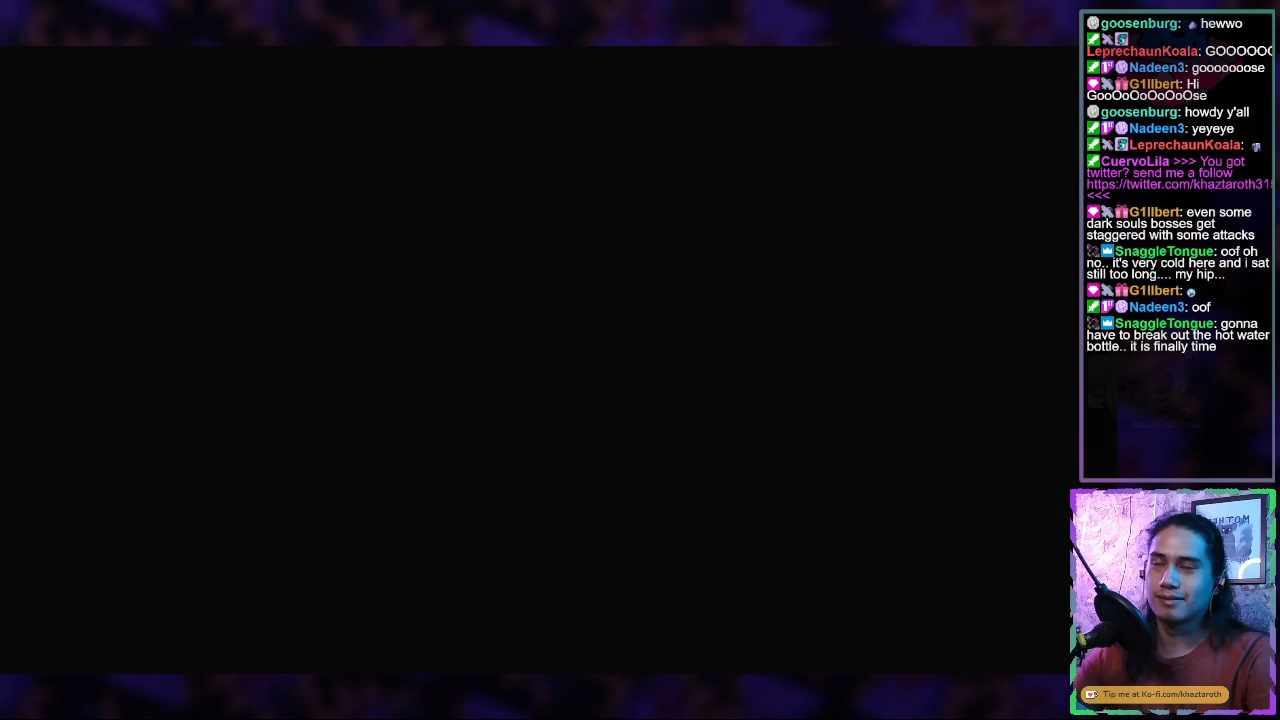 goosenburg: hewwo
LeprechaunKoala: GOOOOOO
Nadeen3: gooooooose
G1llbert: Hi
GooOoOoOoOoOse
goosenburg: howdy y'all
Nadeen3: yeyeye
LeprechaunKoala:
CuervoLila >>> You got
twitter? send me a follow
https://twitter.com/khaztaroth31
<<<
G1llbert: even some
dark souls bosses get
staggered with some attacks
SnaggleTongue: oof oh
no.. it's very cold here and i sat
still too long.... my hip...
G1llbert:
Nadeen3: oof
SnaggleTongue: gonna
have to break out the hot water
bottle.. it is finally time
Tip me at Ko-fi.com/khaztaroth